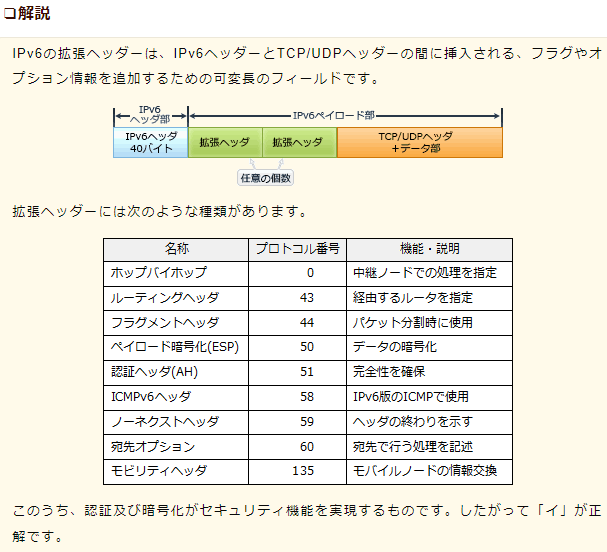 ❏解説
IPv6の拡張ヘッダーは、IPv6ヘッダーとTCP/UDPヘッダーの間に挿入される、フラグやオ
プション情報を追加するための可変長のフィールドです。
IPv6
ヘッダ部
IPv6ペイロード部
IPv6ヘッダ
40バイト
拡張ヘッダ
拡張ヘッダ
TCP/UDPヘッダ
+データ部
任意の個数
拡張ヘッダーには次のような種類があります。
名称 プロトコル番号 機能・説明
ホップバイホップ 0 中継ノードでの処理を指定
ルーティングヘッダ 43 経由するルータを指定
フラグメントヘッダ 44 パケット分割時に使用
ペイロード暗号化(ESP) 50 データの暗号化
認証ヘッダ(AH) 51 完全性を確保
ICMPv6ヘッダ 58 IPv6版のICMPで使用
ノーネクストヘッダ 59 ヘッダの終わりを示す
宛先オプション 60 宛先で行う処理を記述
モビリティヘッダ 135 モバイルノードの情報交換
このうち、認証及び暗号化がセキュリティ機能を実現するものです。したがって「イ」が正
解です。